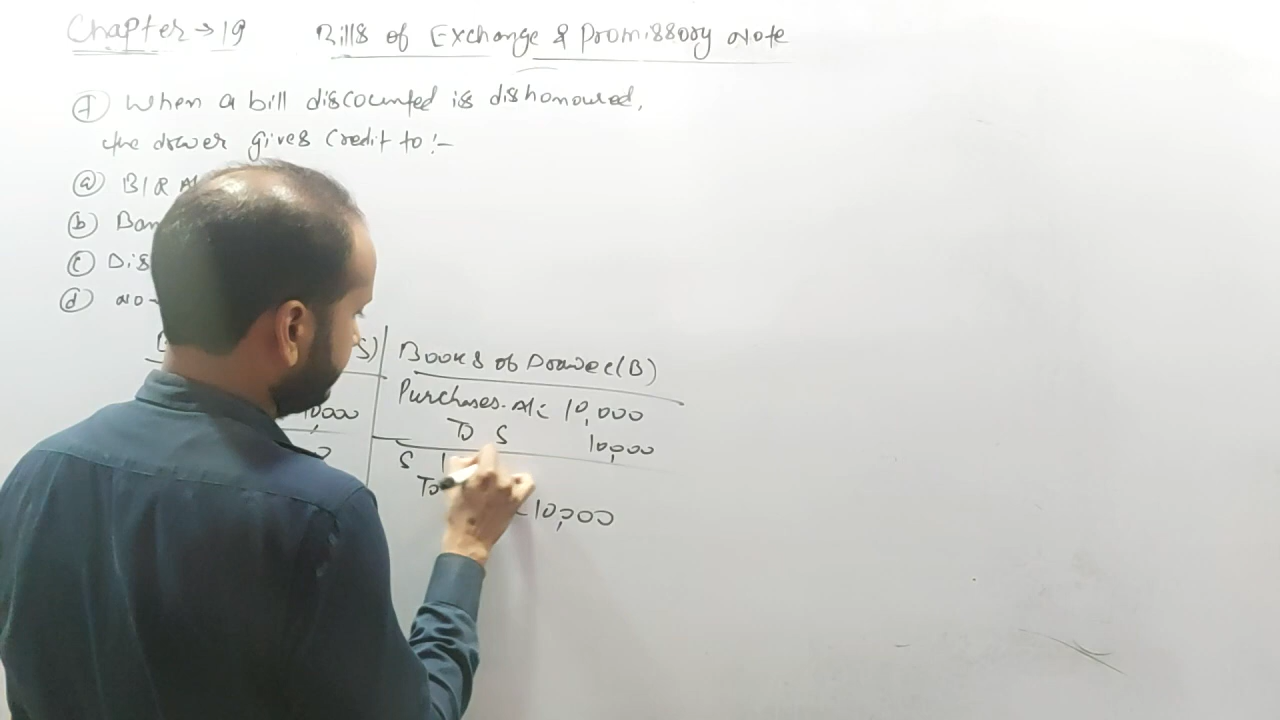 Chapter → 19 Bills of Exchange & Promissory Note
① When a bill discounted is dishonoured,
the drawer gives credit to :-
(a) B/R A/c
(b) Ban
(c) Dis
(d) No
S) Books of Drawee (B)
10,000 Purchases A/c 10,000
To S 10,000
S
To
10,000